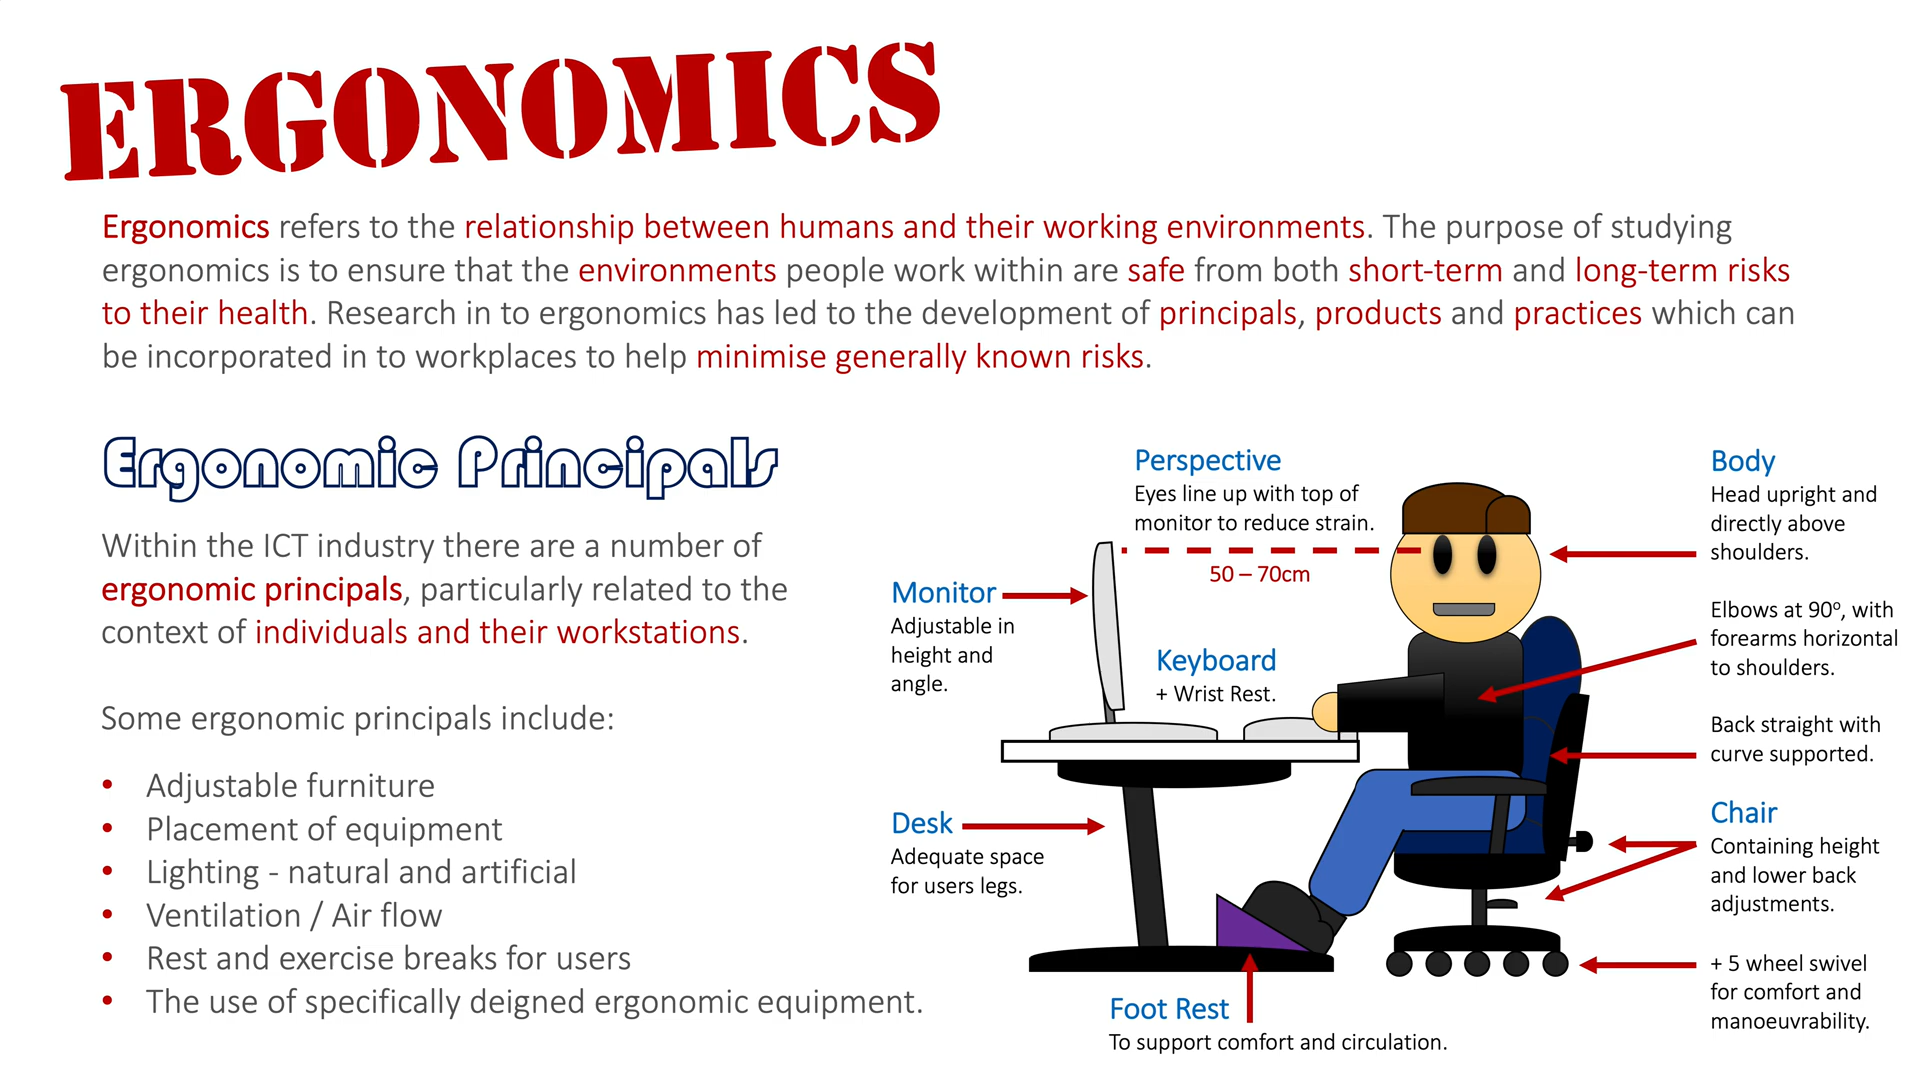 ERGONOMICS
Ergonomics refers to the relationship between humans and their working environments. The purpose of studying
ergonomics is to ensure that the environments people work within are safe from both short-term and long-term risks
to their health. Research in to ergonomics has led to the development of principals, products and practices which can
be incorporated in to workplaces to help minimise generally known risks.
Ergonomic Principals
Within the ICT industry there are a number of
ergonomic principals, particularly related to the
context of individuals and their workstations.
Some ergonomic principals include:
• Adjustable furniture
• Placement of equipment
• Lighting - natural and artificial
• Ventilation / Air flow
• Rest and exercise breaks for users
• The use of specifically deigned ergonomic equipment.
Perspective
Eyes line up with top of
monitor to reduce strain.
50 – 70cm
Monitor
Adjustable in
height and
angle.
Keyboard
+ Wrist Rest.
Desk
Adequate space
for users legs.
Foot Rest
To support comfort and circulation.
Body
Head upright and
directly above
shoulders.
Elbows at 90º, with
forearms horizontal
to shoulders.
Back straight with
curve supported.
Chair
Containing height
and lower back
adjustments.
+ 5 wheel swivel
for comfort and
manoeuvrability.